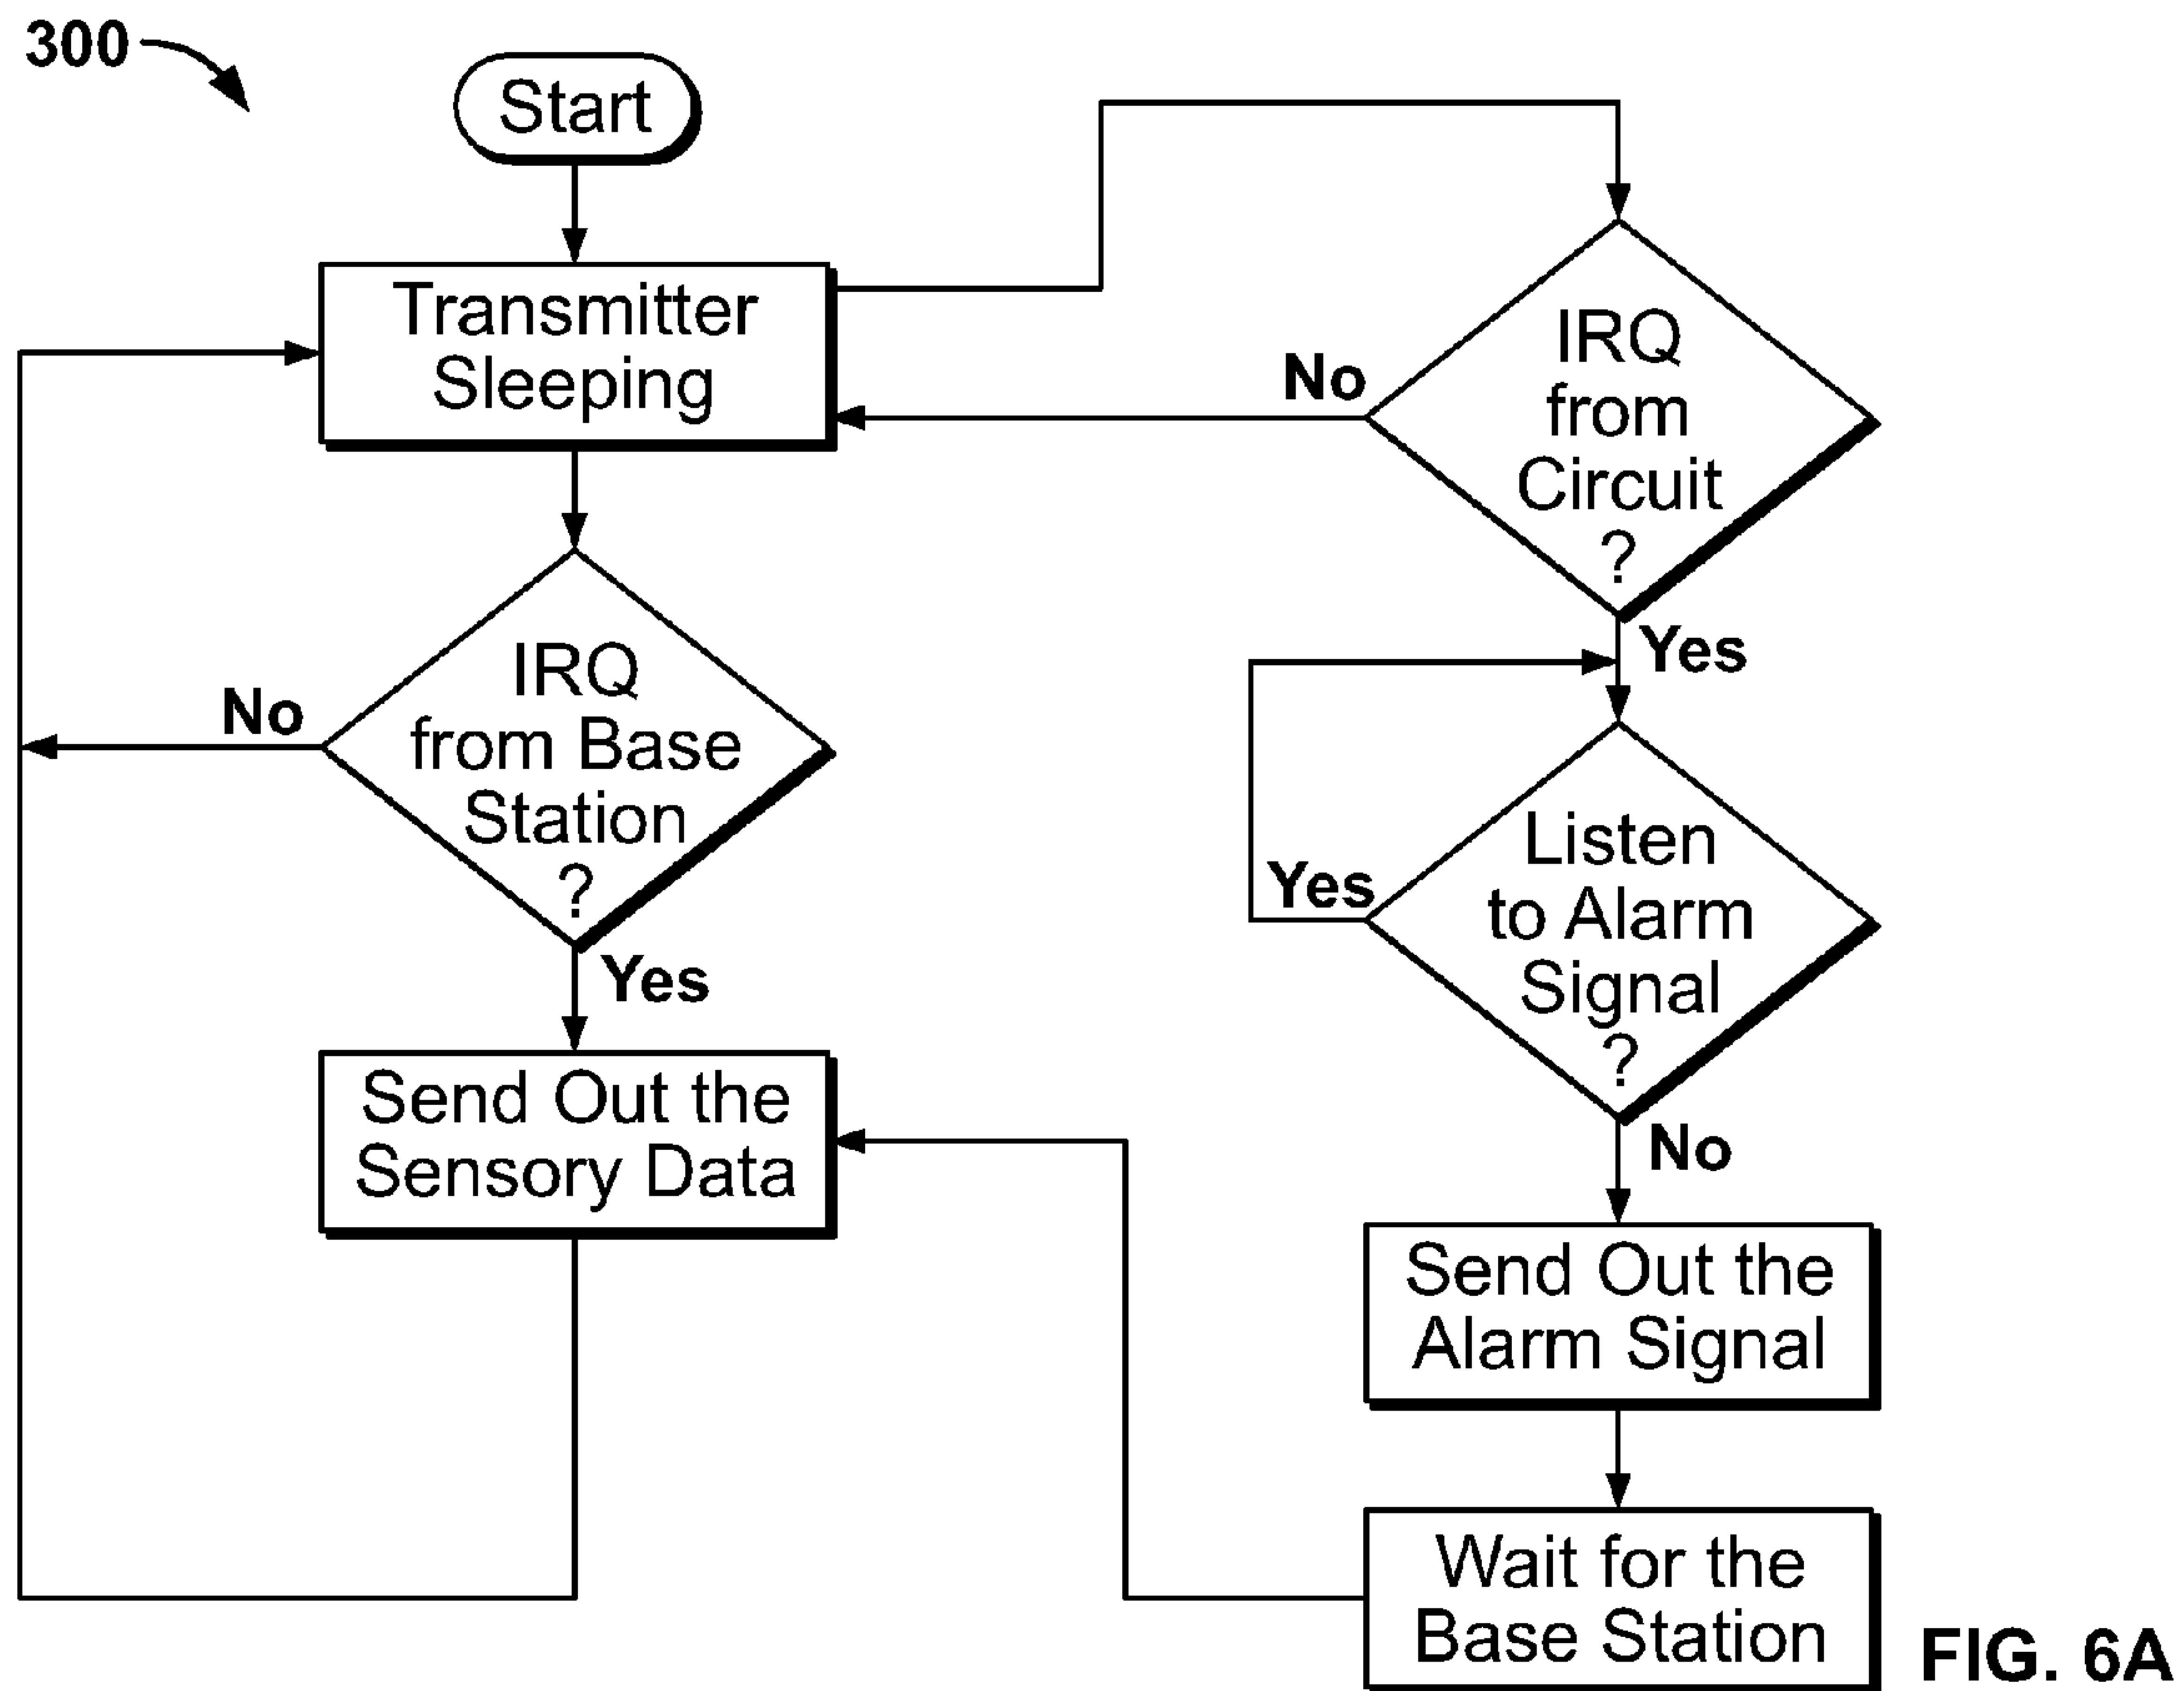 300
Start
Transmitter
Sleeping
IRQ
from Base
Station
?
No
Yes
Send Out the
Sensory Data
IRQ
from
Circuit
?
No
Yes
Listen
to Alarm
Signal
?
Yes
No
Send Out the
Alarm Signal
Wait for the
Base Station
FIG. 6A